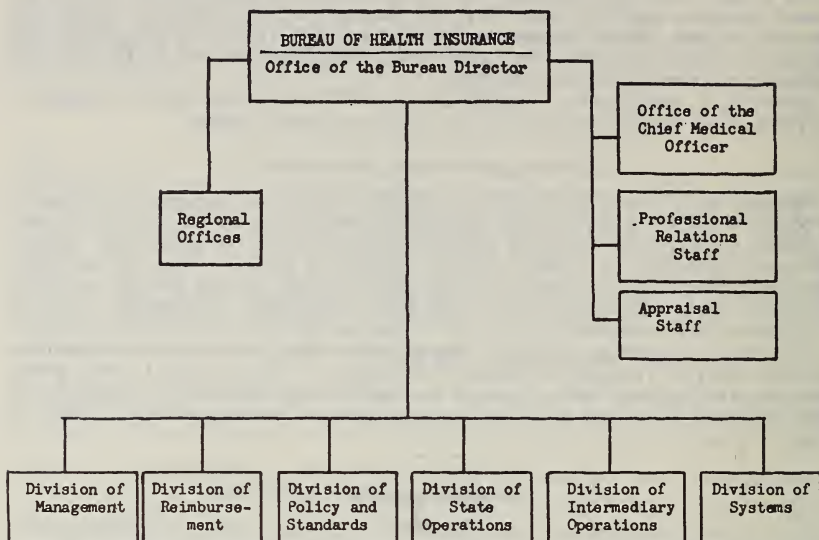 BUREAU OF HEALTH INSURANCE
Office of the Bureau Director
Office of the
Chief Medical
Officer
Regional
Offices
Professional
Relations
Staff
Appraisal
Staff
Division of
Management
Division of
Reimburse-
ment
Division of
Policy and
Standards
Division of
State
Operations
Division of
Intermediary
Operations
Division of
Systems